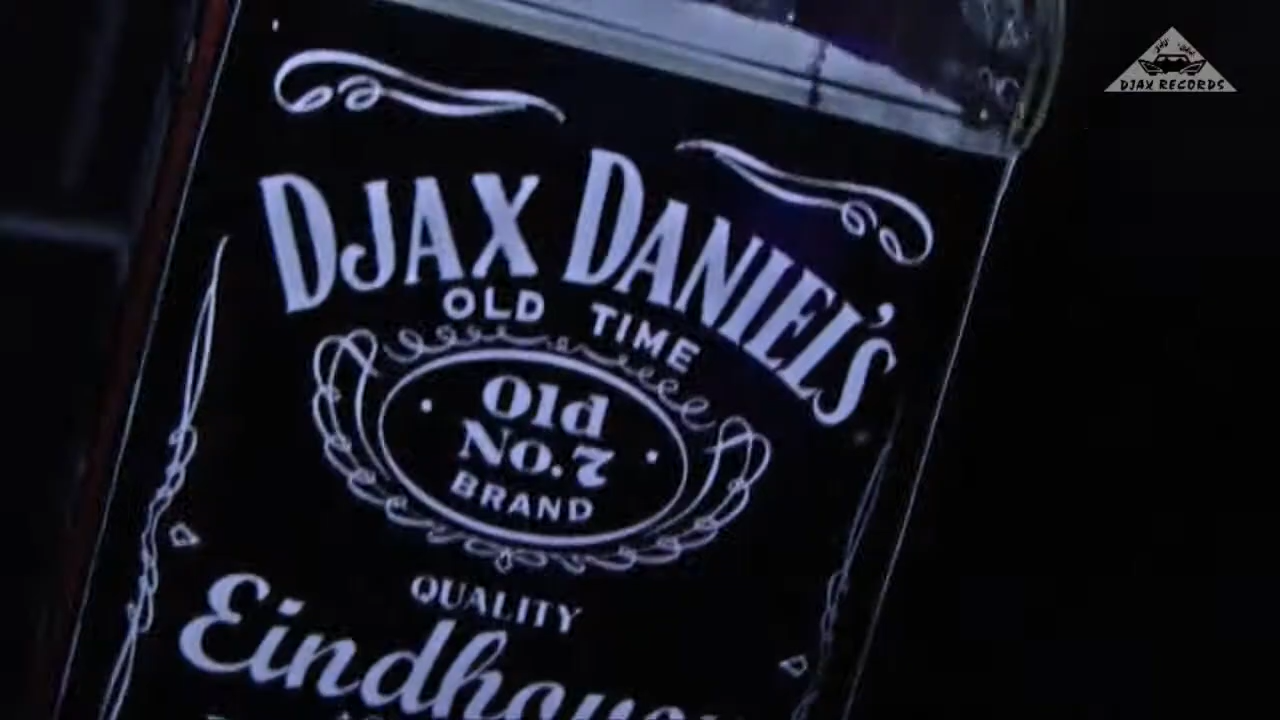 DJAX RECORDS
DJAX DANIEL'S
OLD TIME
Old
No.7
BRAND
QUALITY